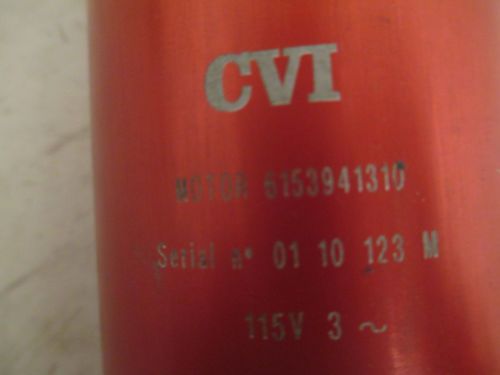 CVI
MOTOR 6153941310
Serial n° 01 10 123 M
115V 3 ~